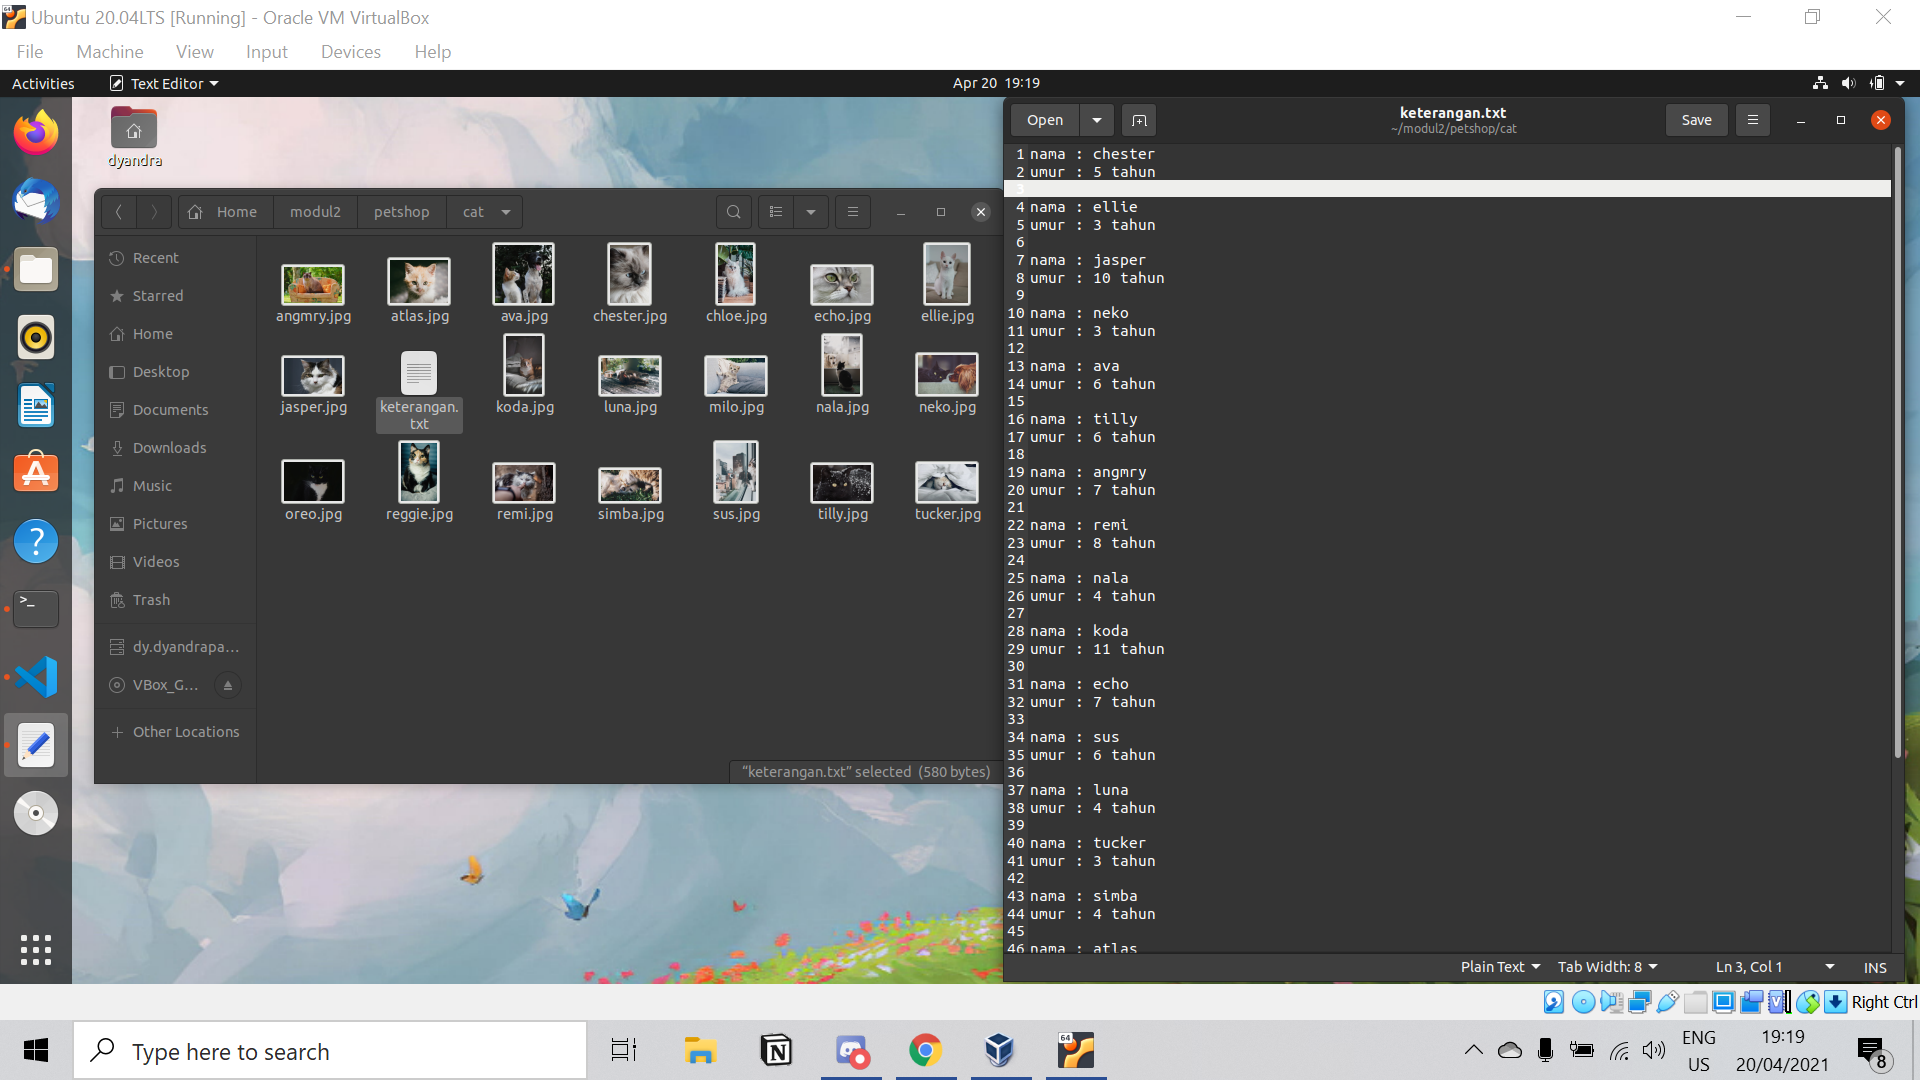 Ubuntu 20.04LTS [Running] - Oracle VM VirtualBox
File Machine View Input Devices Help
Activities Text Editor Apr 20 19:19
dyandra
Home modul2 petshop cat
Recent
Starred
Home
Desktop
Documents
Downloads
Music
Pictures
Videos
Trash
dy.dyandrapa...
VBox_G...
Other Locations
angmry.jpg atlas.jpg ava.jpg chester.jpg chloe.jpg echo.jpg ellie.jpg
jasper.jpg keterangan.txt koda.jpg luna.jpg milo.jpg nala.jpg neko.jpg
oreo.jpg reggie.jpg remi.jpg simba.jpg sus.jpg tilly.jpg tucker.jpg
“keterangan.txt” selected (580 bytes)
Open keterangan.txt Save
~/modul2/petshop/cat
1 nama : chester
2 umur : 5 tahun
3
4 nama : ellie
5 umur : 3 tahun
6
7 nama : jasper
8 umur : 10 tahun
9
10 nama : neko
11 umur : 3 tahun
12
13 nama : ava
14 umur : 6 tahun
15
16 nama : tilly
17 umur : 6 tahun
18
19 nama : angmry
20 umur : 7 tahun
21
22 nama : remi
23 umur : 8 tahun
24
25 nama : nala
26 umur : 4 tahun
27
28 nama : koda
29 umur : 11 tahun
30
31 nama : echo
32 umur : 7 tahun
33
34 nama : sus
35 umur : 6 tahun
36
37 nama : luna
38 umur : 4 tahun
39
40 nama : tucker
41 umur : 3 tahun
42
43 nama : simba
44 umur : 4 tahun
45
46 nama : atlas
Plain Text Tab Width: 8 Ln 3, Col 1 INS
Right Ctrl
Type here to search
ENG
US
19:19
20/04/2021
8
64